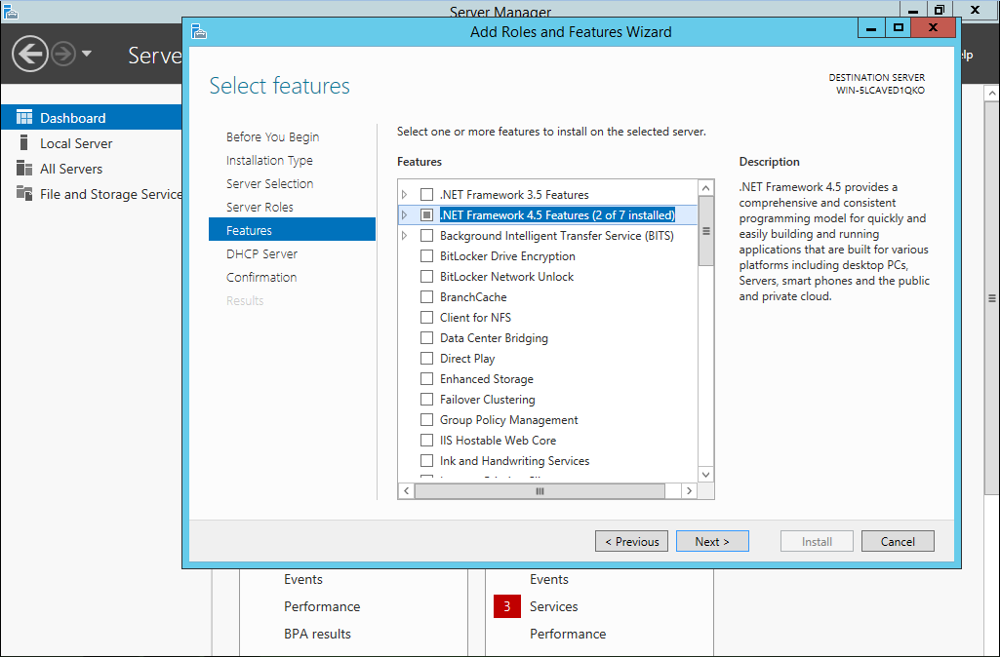 Server Manager
Add Roles and Features Wizard
Serve
elp
Select features
DESTINATION SERVER
WIN-5LCAVED1QKO
Dashboard
Local Server
All Servers
File and Storage Service
Before You Begin
Installation Type
Server Selection
Server Roles
Features
DHCP Server
Confirmation
Results
Select one or more features to install on the selected server.
Features
.NET Framework 3.5 Features
.NET Framework 4.5 Features (2 of 7 installed)
Background Intelligent Transfer Service (BITS)
BitLocker Drive Encryption
BitLocker Network Unlock
BranchCache
Client for NFS
Data Center Bridging
Direct Play
Enhanced Storage
Failover Clustering
Group Policy Management
IIS Hostable Web Core
Ink and Handwriting Services
Description
.NET Framework 4.5 provides a
comprehensive and consistent
programming model for quickly and
easily building and running
applications that are built for various
platforms including desktop PCs,
Servers, smart phones and the public
and private cloud.
< Previous
Next >
Install
Cancel
Events
Performance
BPA results
Events
3 Services
Performance